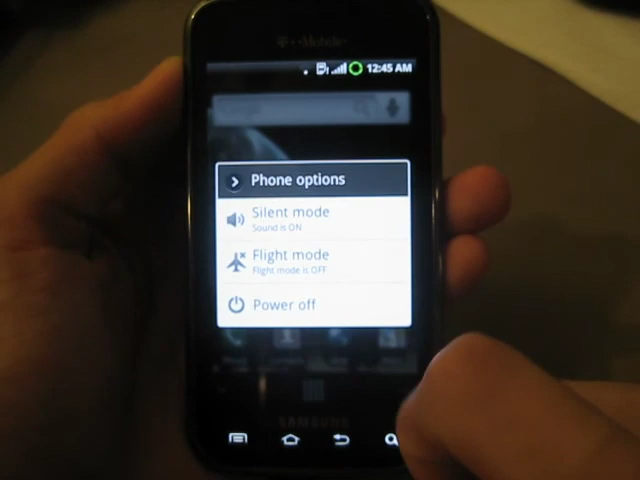 T··Mobile·
12:45 AM
Phone options
Silent mode
Sound is ON
Flight mode
Flight mode is OFF
Power off
SAMSUNG